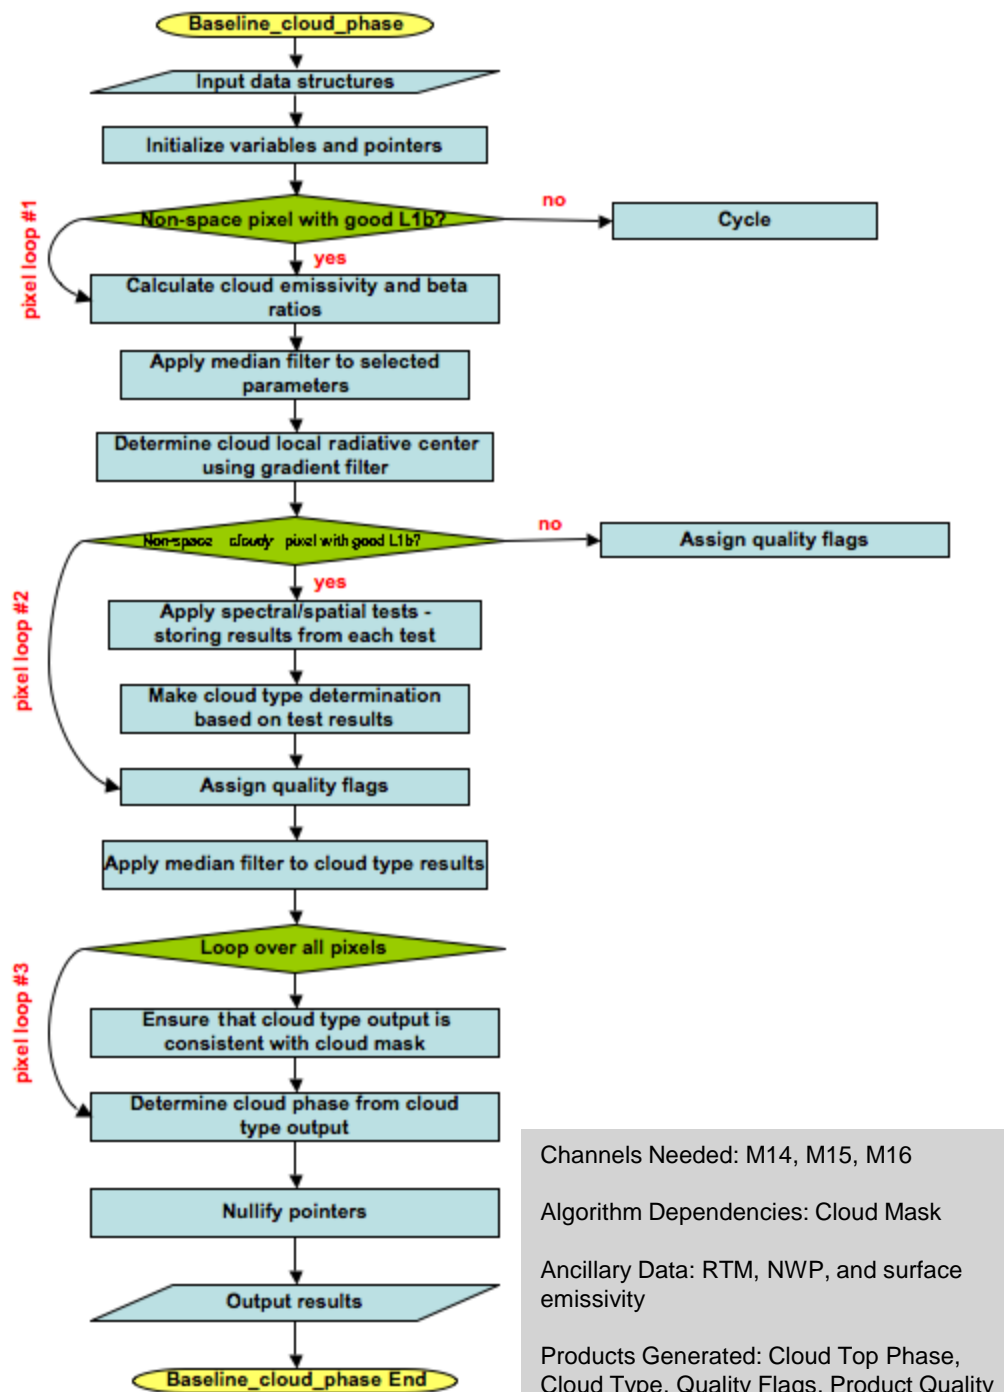 Baseline_cloud_phase
Input data structures
Initialize variables and pointers
pixel loop #1
Non-space pixel with good L1b?
no
Cycle
yes
Calculate cloud emissivity and beta
ratios
Apply median filter to selected
parameters
Determine cloud local radiative center
using gradient filter
pixel loop #2
Non-space cloudy pixel with good L1b?
no
Assign quality flags
yes
Apply spectral/spatial tests -
storing results from each test
Make cloud type determination
based on test results
Assign quality flags
Apply median filter to cloud type results
pixel loop #3
Loop over all pixels
Ensure that cloud type output is
consistent with cloud mask
Determine cloud phase from cloud
type output
Nullify pointers
Output results
Baseline_cloud_phase End
Channels Needed: M14, M15, M16
Algorithm Dependencies: Cloud Mask
Ancillary Data: RTM, NWP, and surface
emissivity
Products Generated: Cloud Top Phase,
Cloud Type, Quality Flags, Product Quality